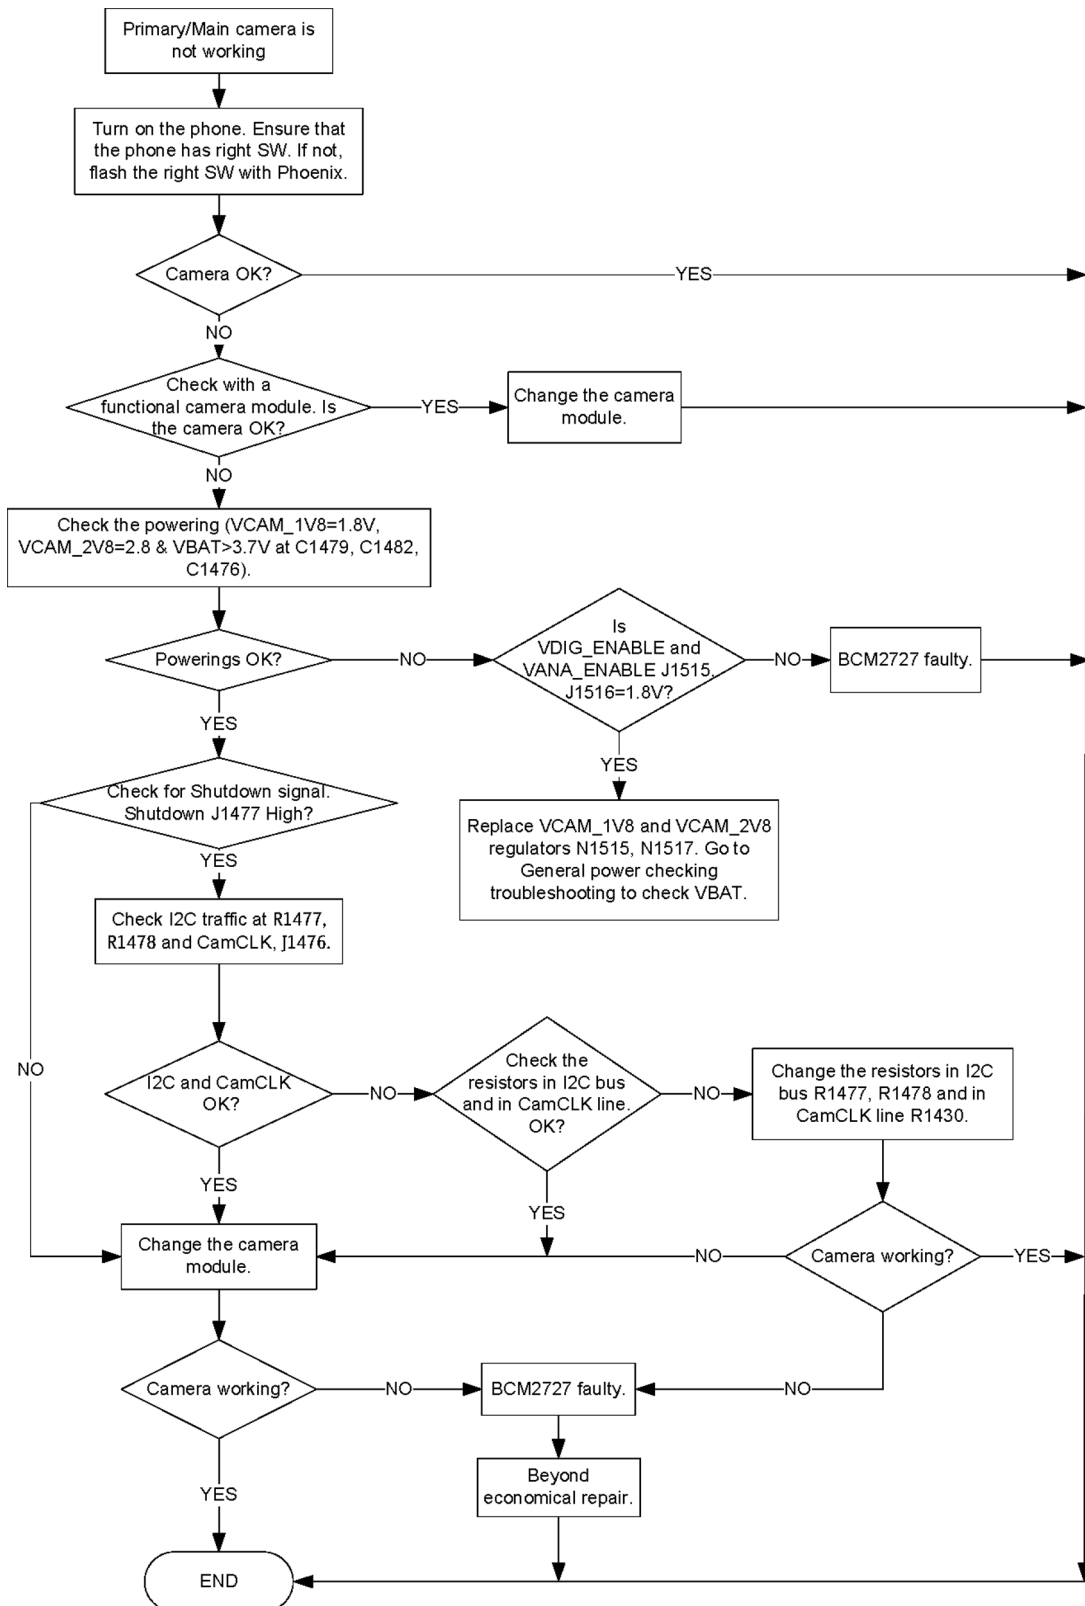 Primary/Main camera is
not working
Turn on the phone. Ensure that
the phone has right SW. If not,
flash the right SW with Phoenix.
Camera OK?
YES
NO
Check with a
functional camera module. Is
the camera OK?
YES
Change the camera
module.
NO
Check the powering (VCAM_1V8=1.8V,
VCAM_2V8=2.8 & VBAT>3.7V at C1479, C1482,
C1476).
Powerings OK?
NO
Is
VDIG_ENABLE and
VANA_ENABLE J1515,
J1516=1.8V?
NO
BCM2727 faulty.
YES
YES
Replace VCAM_1V8 and VCAM_2V8
regulators N1515, N1517. Go to
General power checking
troubleshooting to check VBAT.
Check for Shutdown signal.
Shutdown J1477 High?
YES
NO
Check I2C traffic at R1477,
R1478 and CamCLK, J1476.
I2C and CamCLK
OK?
NO
Check the
resistors in I2C bus
and in CamCLK line.
OK?
NO
Change the resistors in I2C
bus R1477, R1478 and in
CamCLK line R1430.
YES
YES
Change the camera
module.
NO
Camera working?
YES
Camera working?
NO
BCM2727 faulty.
NO
YES
Beyond
economical repair.
END